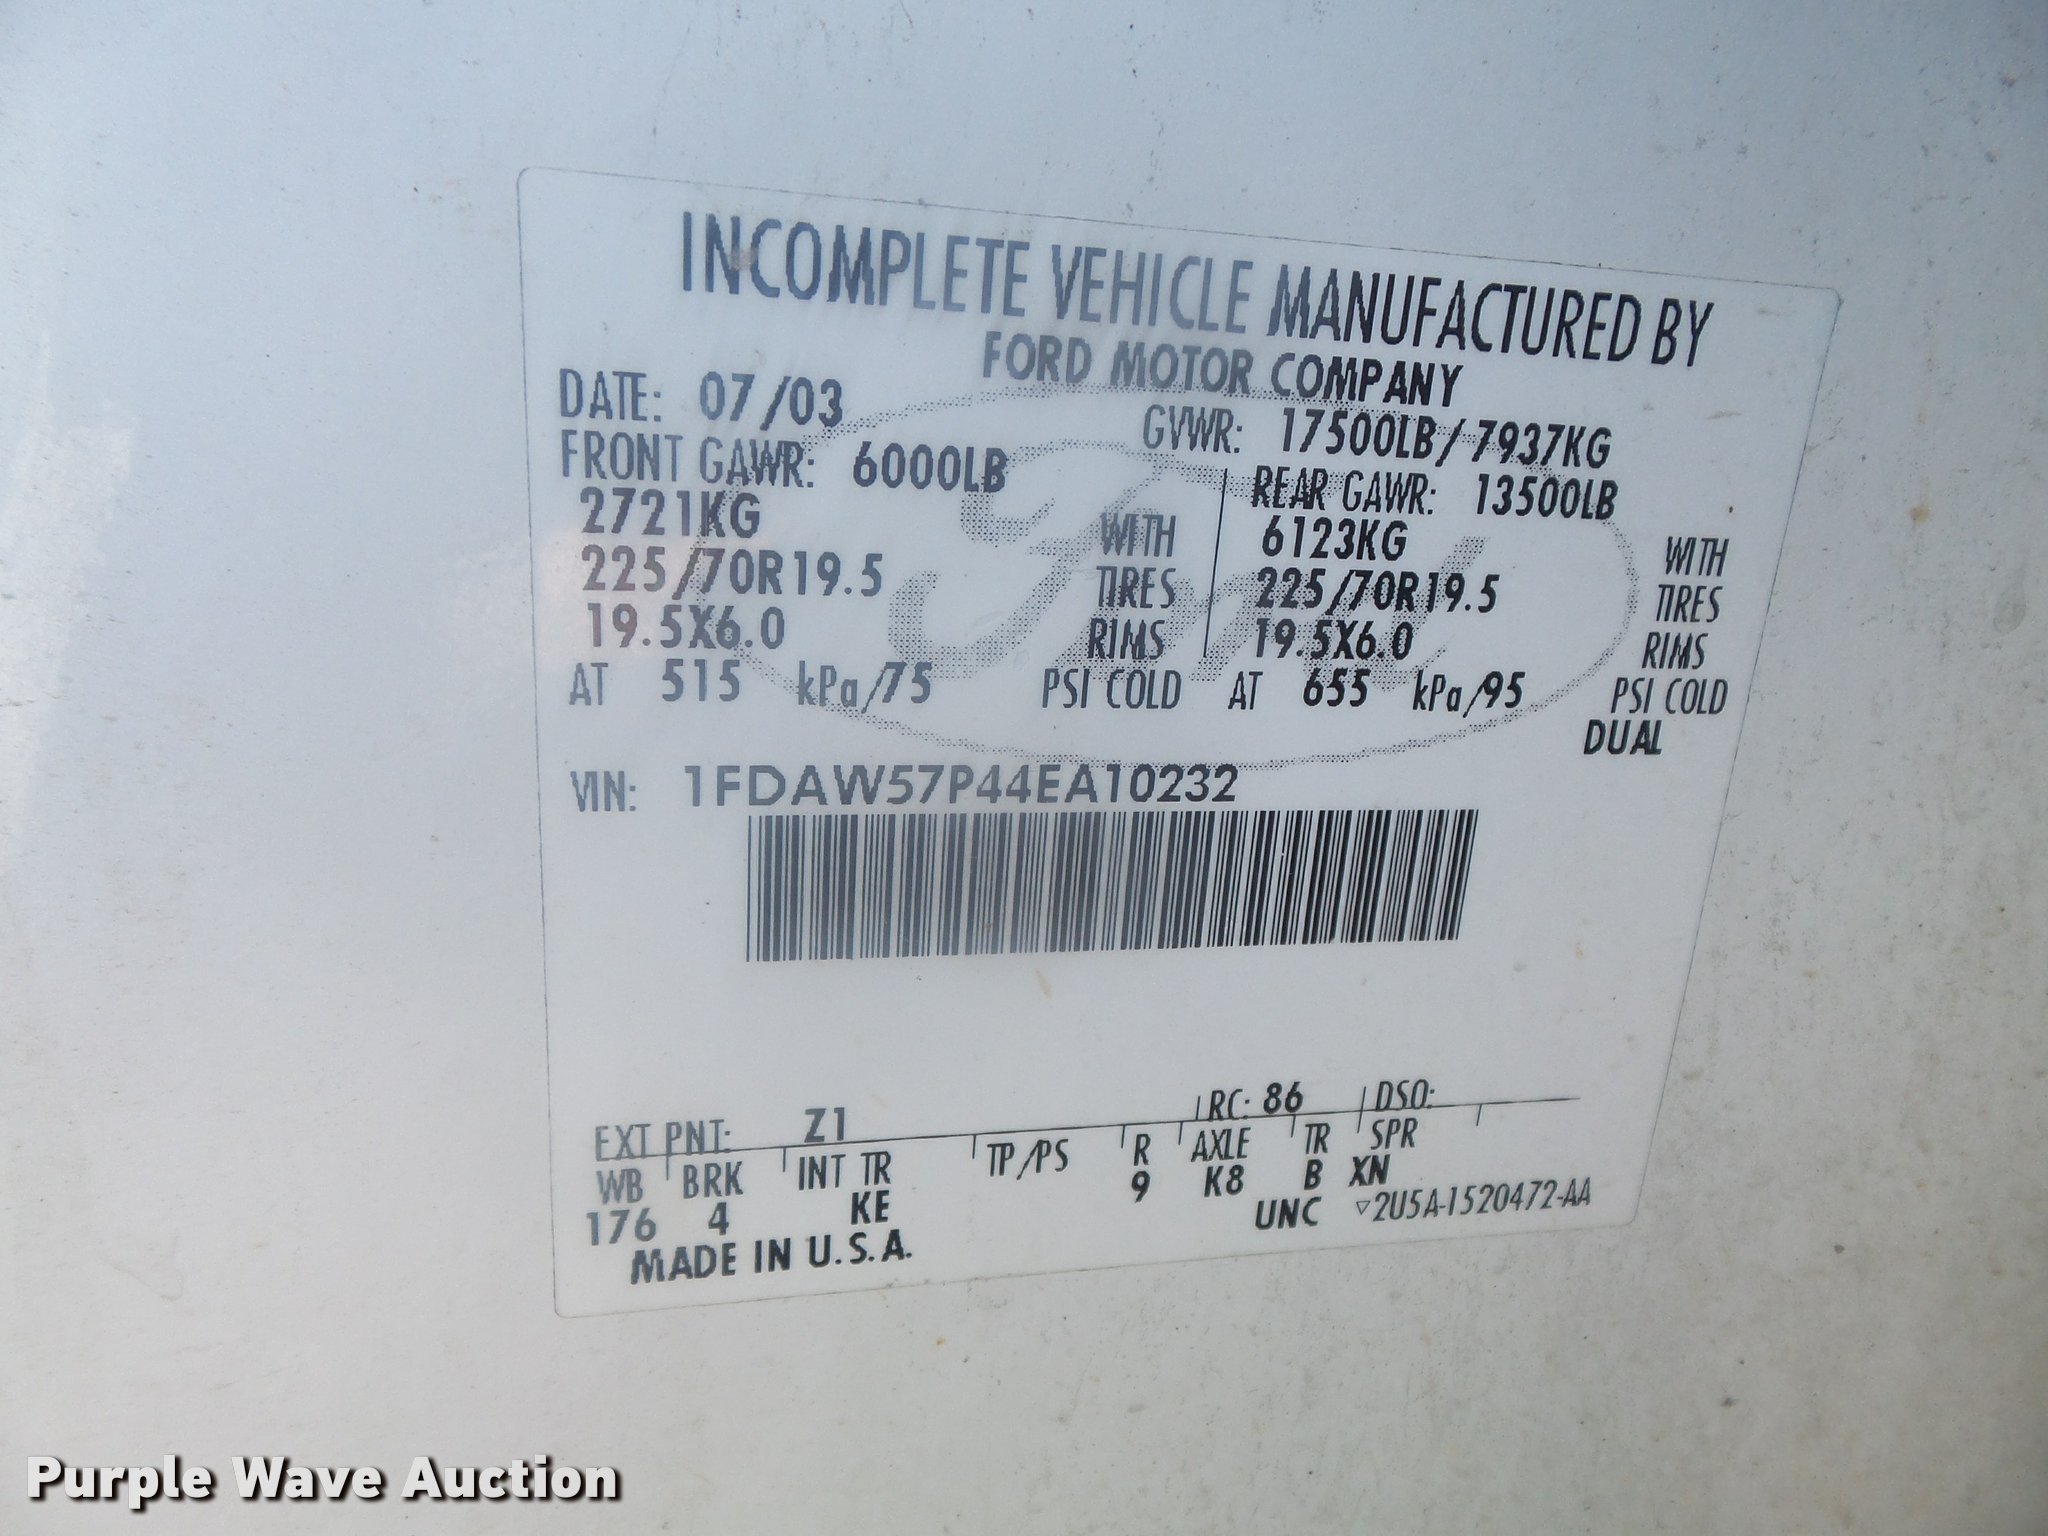 INCOMPLETE VEHICLE MANUFACTURED BY
FORD MOTOR COMPANY
DATE: 07/03
GVWR: 17500LB/7937KG
FRONT GAWR: 6000LB
2721KG WITH
225/70R19.5 TIRES
19.5X6.0 RIMS
AT 515 kPa/75 PSI COLD
REAR GAWR: 13500LB
6123KG WITH
225/70R19.5 TIRES
19.5X6.0 RIMS
AT 655 kPa/95 PSI COLD
DUAL
Ford
VIN: 1FDAW57P44EA10232
EXT PNT: Z1 RC: 86 DSO:
WB BRK INT TR TP/PS R AXLE TR SPR
176 4 KE 9 K8 B XN
UNC ▽2U5A-1520472-AA
MADE IN U.S.A.
Purple Wave Auction